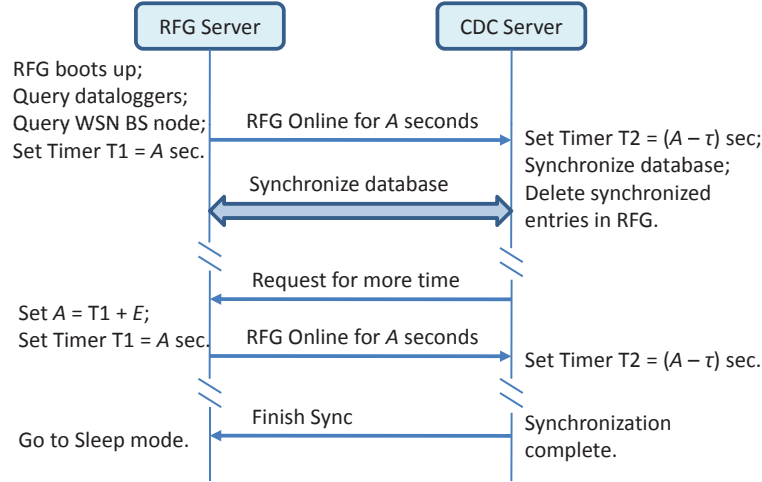 RFG Server
CDC Server
RFG boots up;
Query dataloggers;
Query WSN BS node;
Set Timer T1 = A sec.
RFG Online for A seconds
Set Timer T2 = (A – τ) sec;
Synchronize database;
Delete synchronized
entries in RFG.
Synchronize database
Request for more time
Set A = T1 + E;
Set Timer T1 = A sec.
RFG Online for A seconds
Set Timer T2 = (A – τ) sec.
Finish Sync
Go to Sleep mode.
Synchronization
complete.